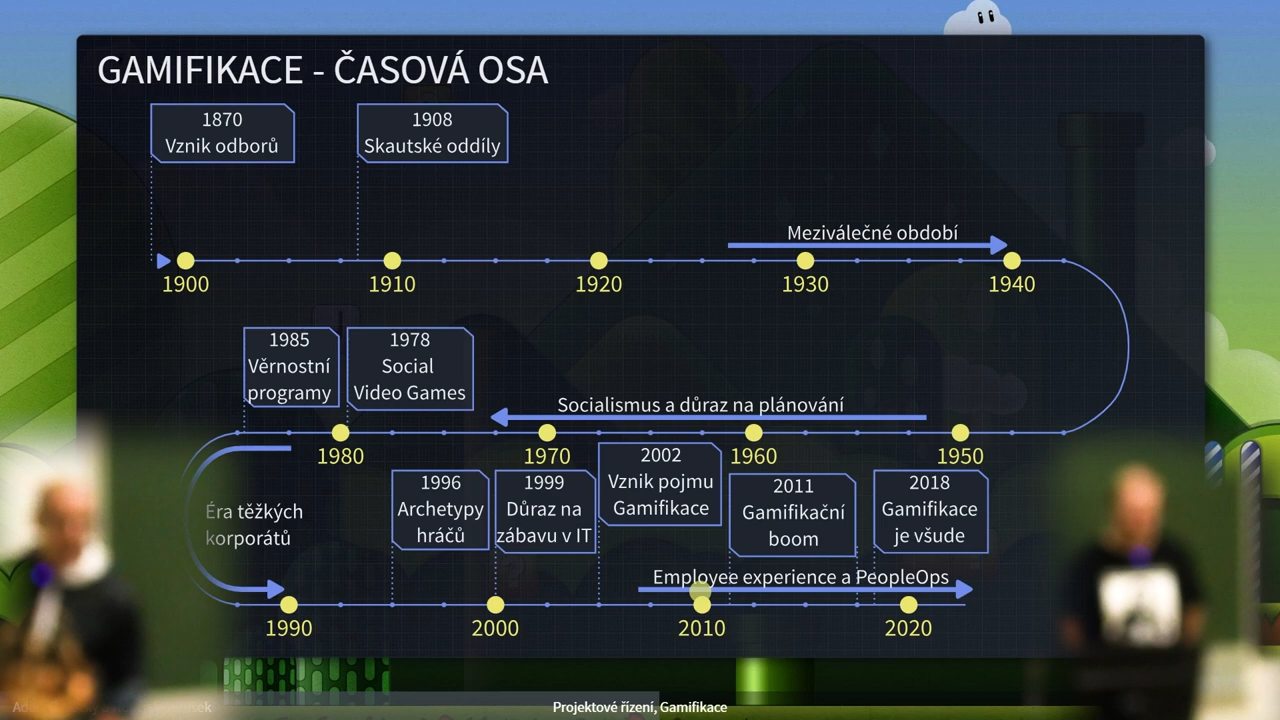 GAMIFIKACE - ČASOVÁ OSA
1870
Vznik odborů
1908
Skautské oddíly
Meziválečné období
1900
1910
1920
1930
1940
1985
Věrnostní
programy
1978
Social
Video Games
Socialismus a důraz na plánování
1980
1970
1960
1950
Éra těžkých
korporátů
1996
Archetypy
hráčů
1999
Důraz na
zábavu v IT
2002
Vznik pojmu
Gamifikace
2011
Gamifikační
boom
2018
Gamifikace
je všude
Employee experience a PeopleOps
1990
2000
2010
2020
Projektové řízení, Gamifikace